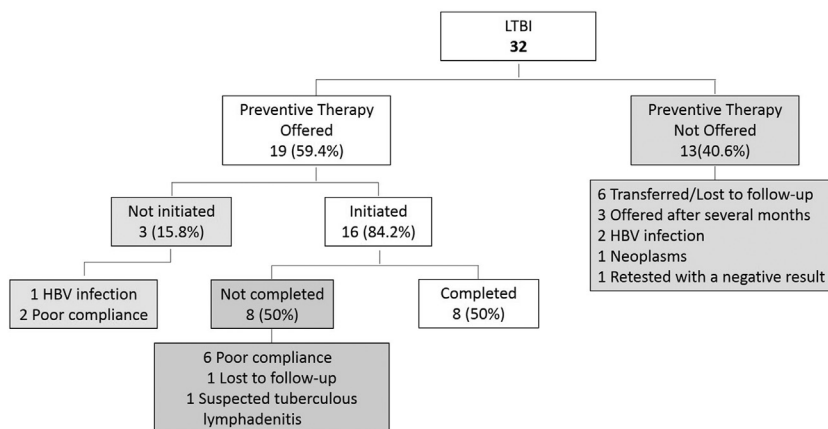 LTBI
32
Preventive Therapy
Offered
19 (59.4%)
Preventive Therapy
Not Offered
13(40.6%)
6 Transferred/Lost to follow-up
3 Offered after several months
2 HBV infection
1 Neoplasms
1 Retested with a negative result
Not initiated
3 (15.8%)
Initiated
16 (84.2%)
1 HBV infection
2 Poor compliance
Not completed
8 (50%)
Completed
8 (50%)
6 Poor compliance
1 Lost to follow-up
1 Suspected tuberculous
lymphadenitis